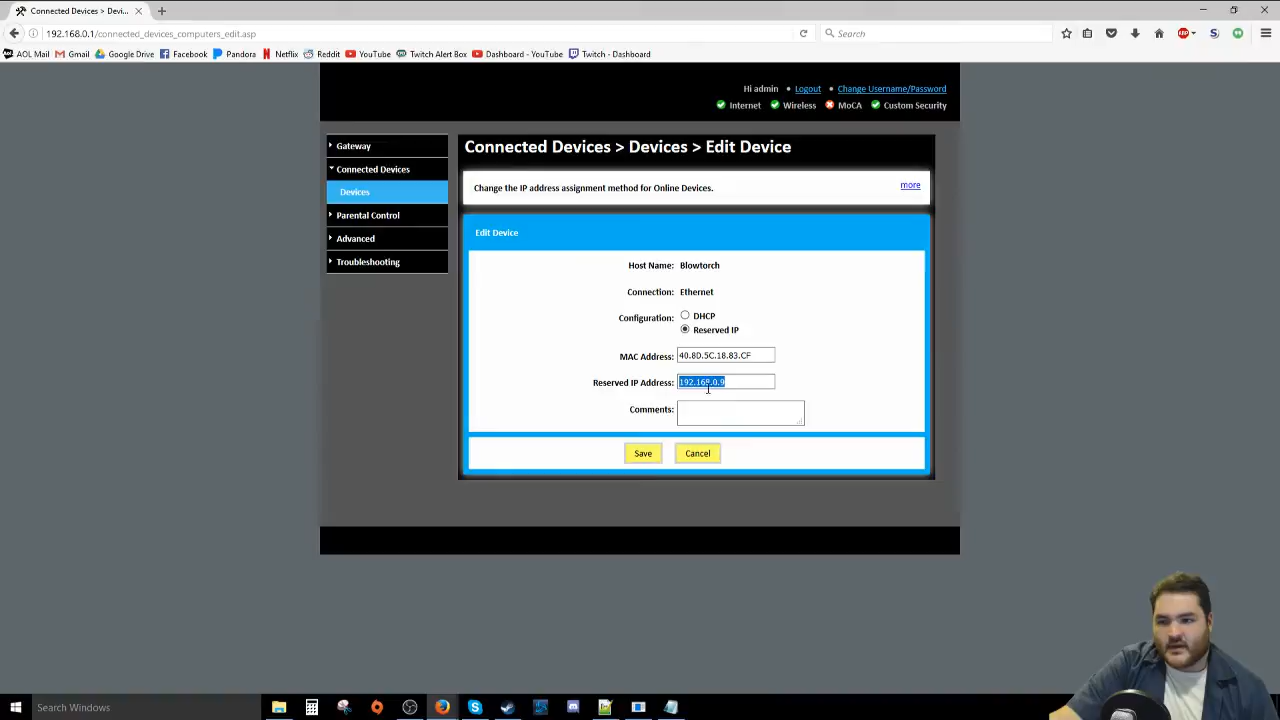 Connected Devices > Devi...
192.168.0.1/connected_devices_computers_edit.asp
Search
AOL Mail Gmail Google Drive Facebook Pandora Netflix Reddit YouTube Twitch Alert Box Dashboard - YouTube Twitch - Dashboard
Hi admin • Logout • Change Username/Password
Internet Wireless MoCA Custom Security
Gateway
Connected Devices
Devices
Parental Control
Advanced
Troubleshooting
Connected Devices > Devices > Edit Device
Change the IP address assignment method for Online Devices.
more
Edit Device
Host Name: Blowtorch
Connection: Ethernet
Configuration: DHCP
Reserved IP
MAC Address: 40.8D.5C.18.83.CF
Reserved IP Address: 192.168.0.9
Comments:
Save Cancel
Search Windows